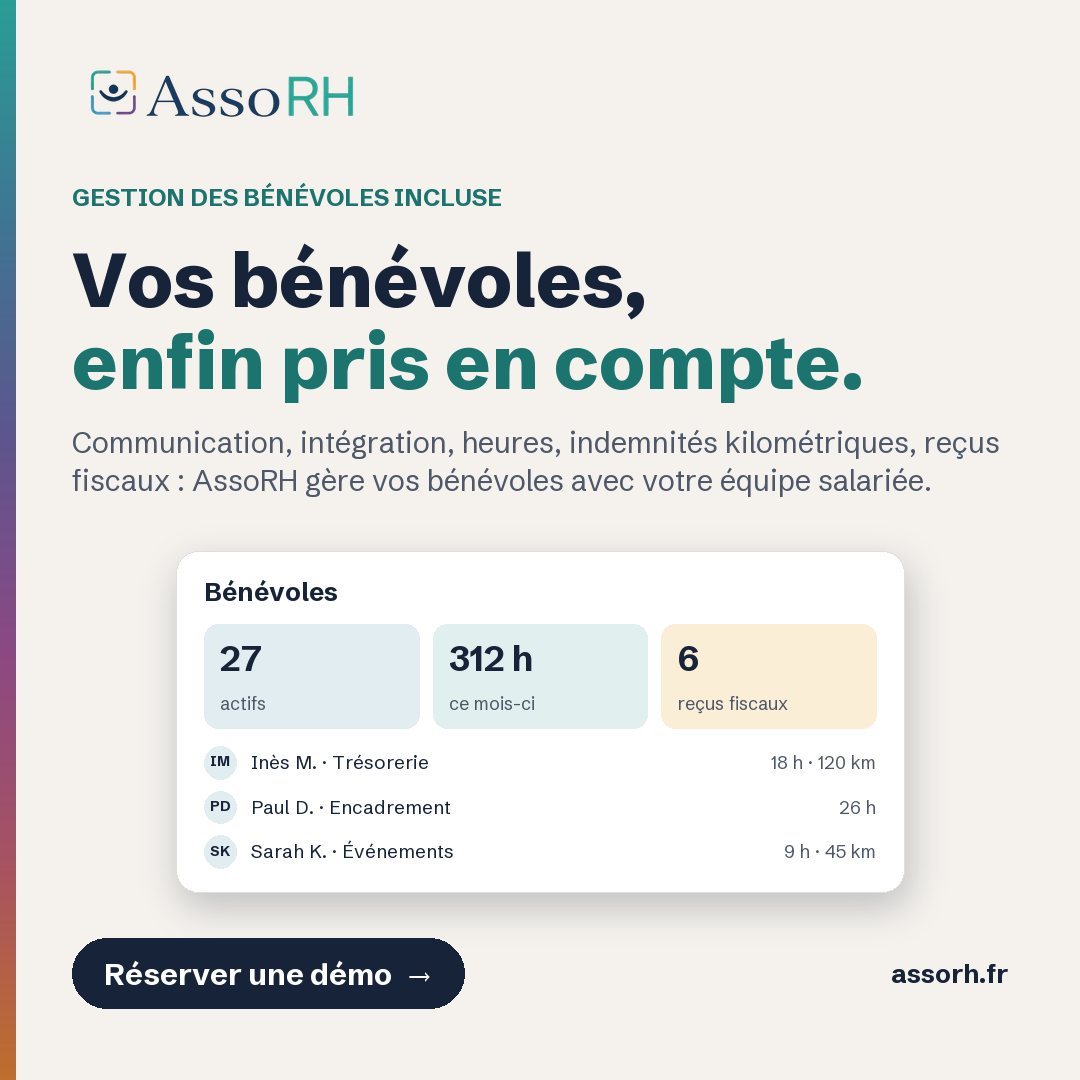 AssoRH
GESTION DES BÉNÉVOLES INCLUSE
Vos bénévoles,
enfin pris en compte.
Communication, intégration, heures, indemnités kilométriques, reçus
fiscaux : AssoRH gère vos bénévoles avec votre équipe salariée.
Bénévoles
27
actifs
312 h
ce mois-ci
6
reçus fiscaux
IM Inès M. · Trésorerie 18 h · 120 km
PD Paul D. · Encadrement 26 h
SK Sarah K. · Événements 9 h · 45 km
Réserver une démo →
assorh.fr